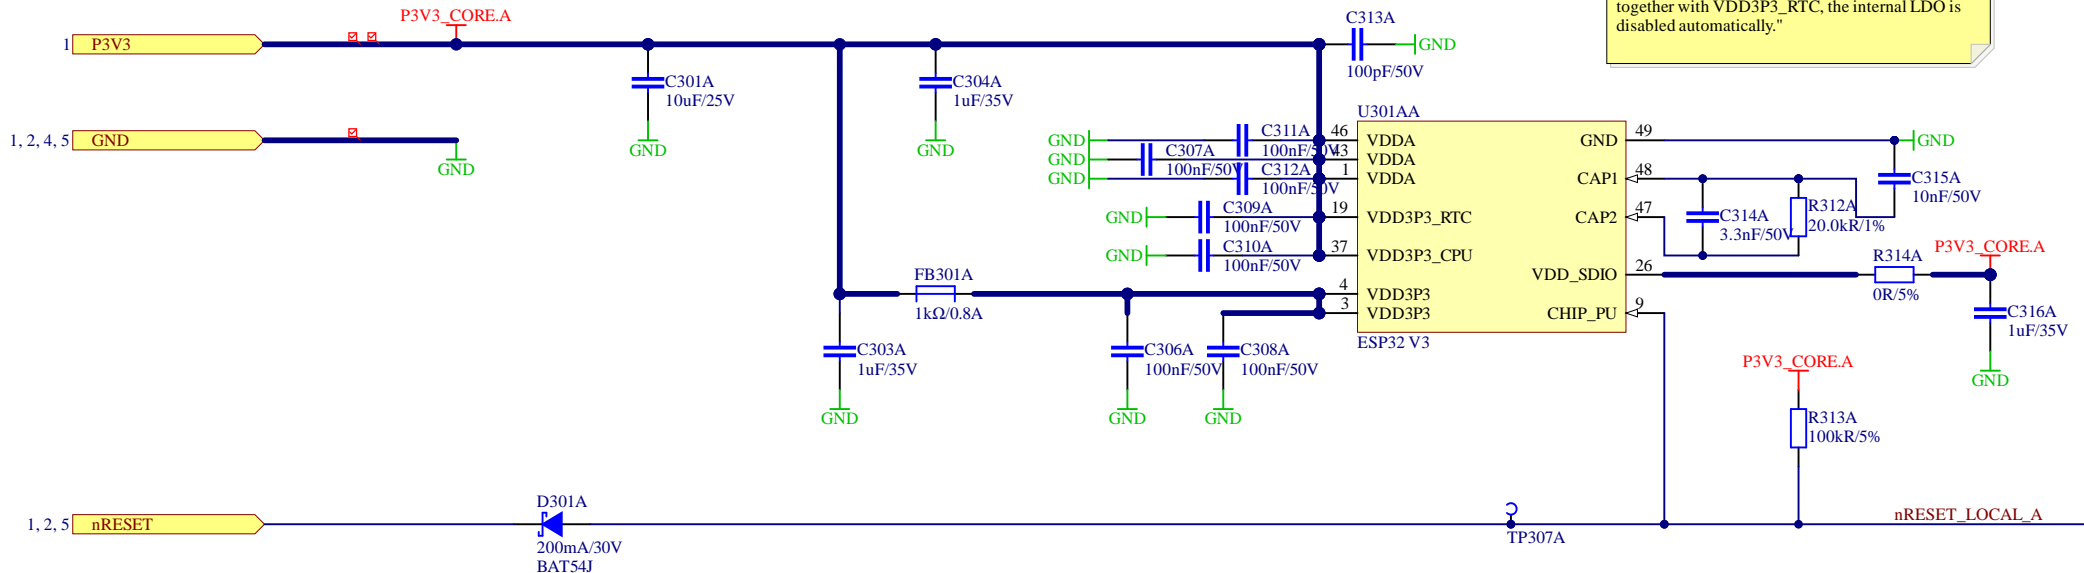 together with VDD3P3_RTC, the internal LDO is
disabled automatically."
P3V3_CORE.A
1 P3V3
C313A
GND
100pF/50V
C301A
10uF/25V
GND
C304A
1uF/35V
GND
1, 2, 4, 5 GND
GND
U301AA
GND C311A 46 VDDA
100nF/50V
GND C307A 43 VDDA
100nF/50V
GND C312A 1 VDDA
100nF/50V
GND C309A 19 VDD3P3_RTC
100nF/50V
GND C310A 37 VDD3P3_CPU
100nF/50V
4 VDD3P3
3 VDD3P3
GND 49 GND
CAP1 48
CAP2 47
VDD_SDIO 26
CHIP_PU 9
ESP32 V3
C315A
10nF/50V
C314A
3.3nF/50V
R312A
20.0kR/1%
R314A
0R/5%
P3V3_CORE.A
C316A
1uF/35V
GND
FB301A
1kΩ/0.8A
C303A
1uF/35V
GND
C306A
100nF/50V
GND
C308A
100nF/50V
GND
P3V3_CORE.A
R313A
100kR/5%
1, 2, 5 nRESET
D301A
200mA/30V
BAT54J
TP307A
nRESET_LOCAL_A